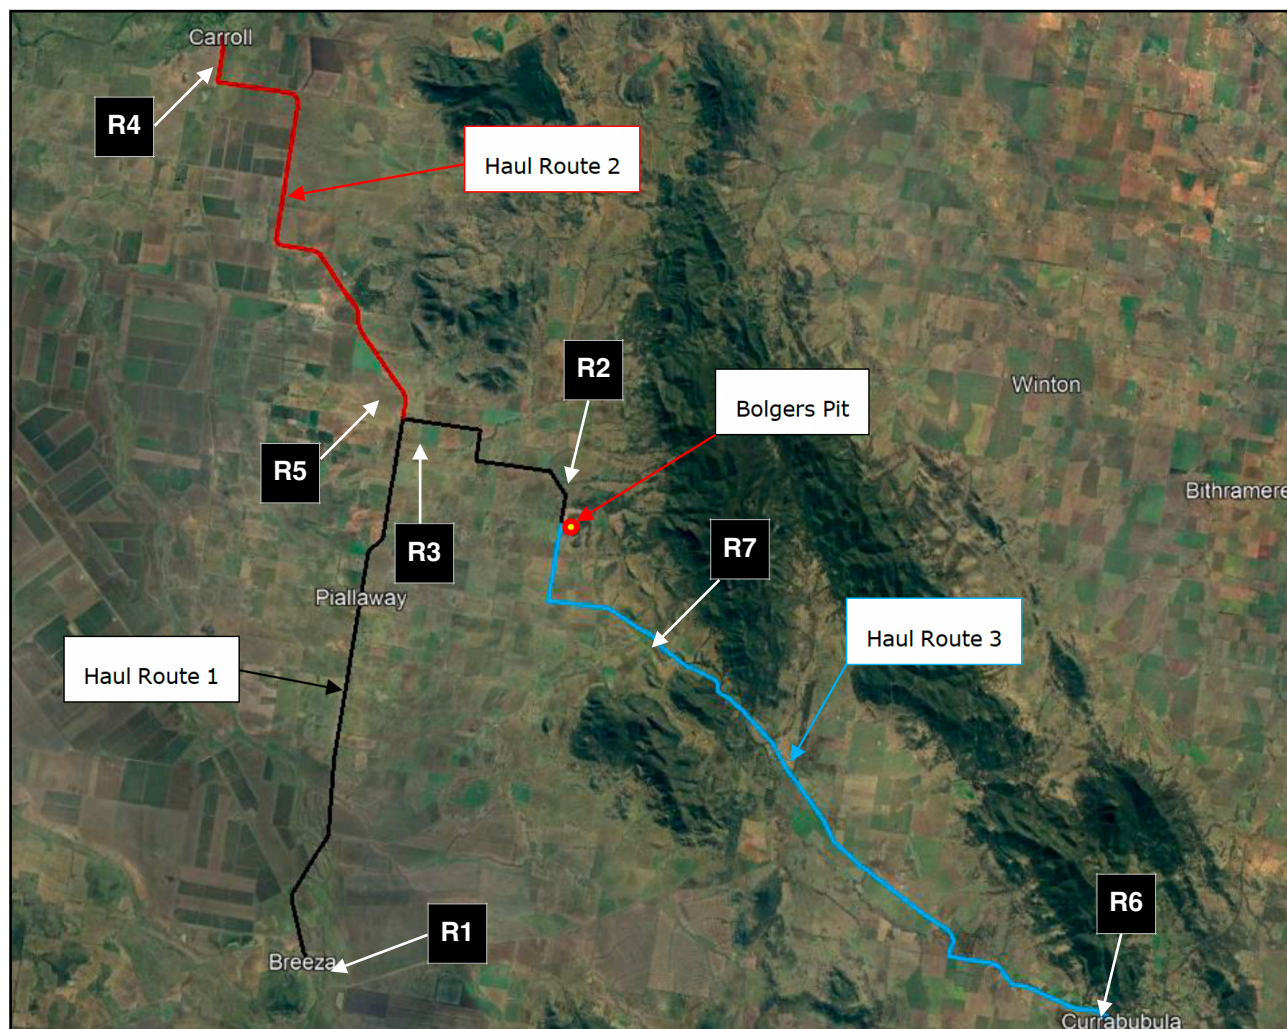 Carroll
R4
Haul Route 2
R2
Winton
Bolgers Pit
R5
Bithramere
R3
R7
Piallaway
Haul Route 3
Haul Route 1
R6
R1
Breeza
Currabubula